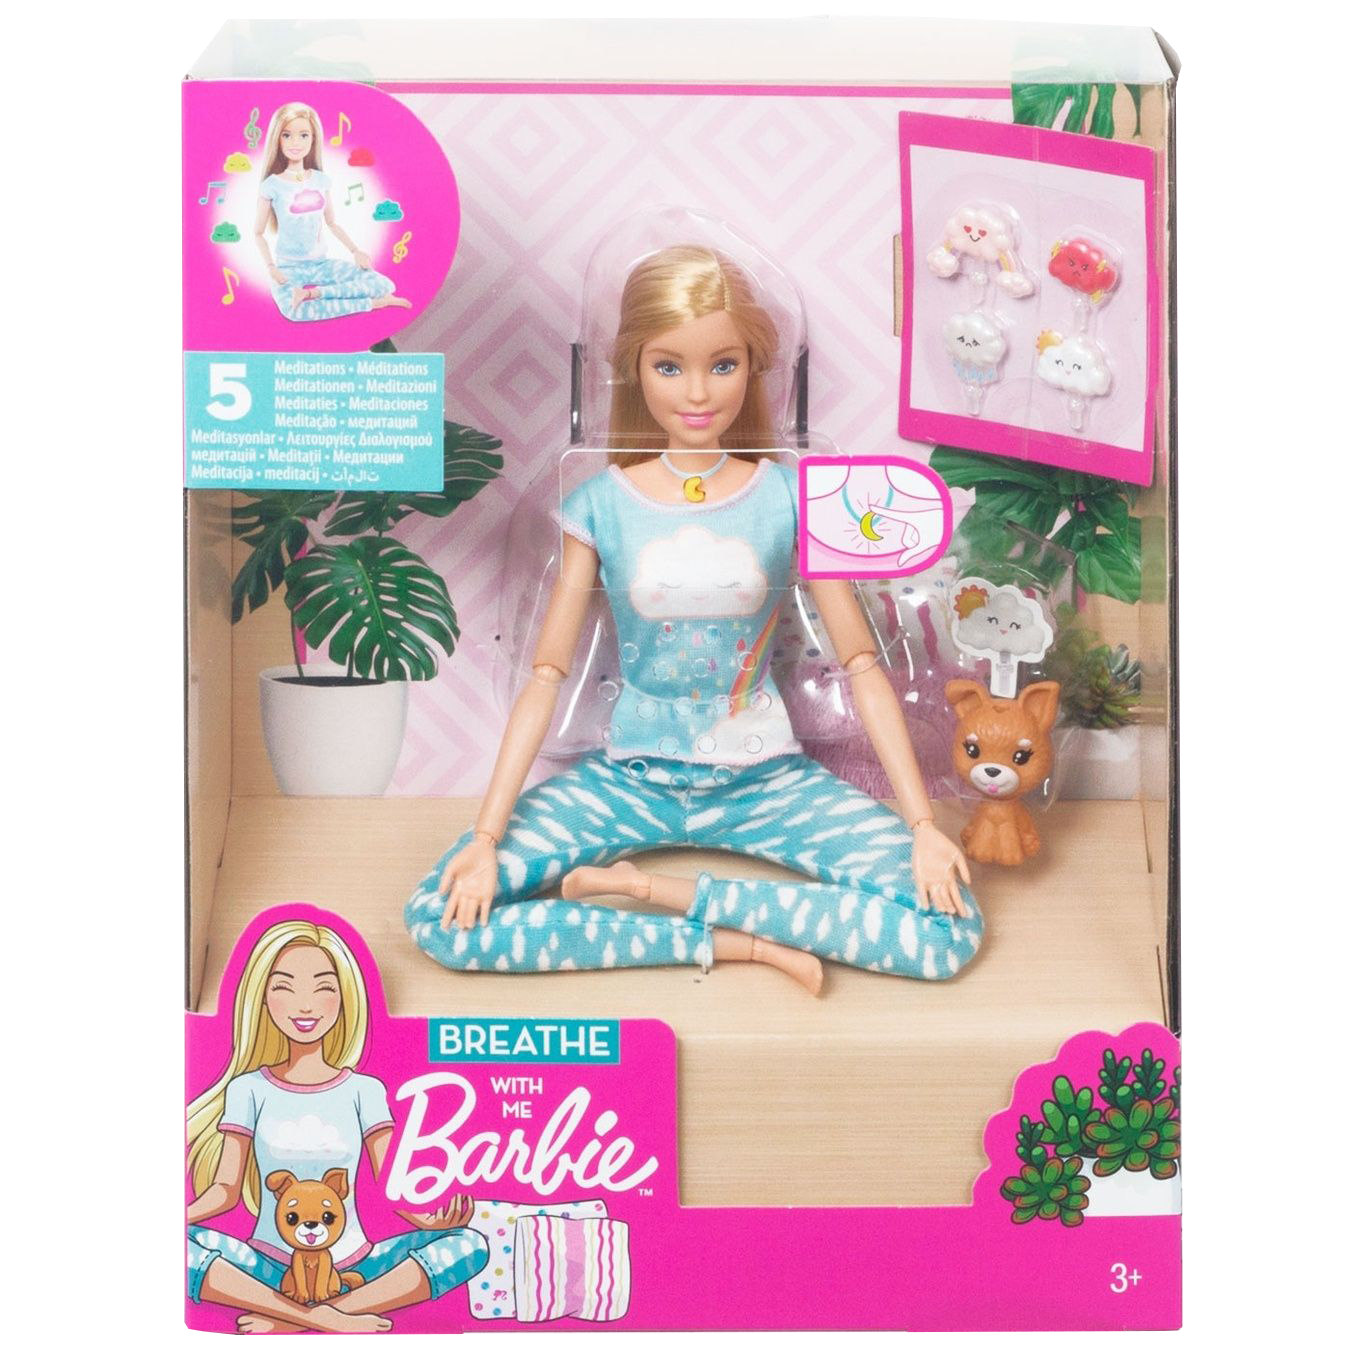 5
Meditations • Méditations
Meditationen • Meditazioni
Meditaties • Meditaciones
Meditação • медитаций
Meditasyonlar • Λειτουργίες Διαλογισμού
медитацій • Meditații • Медитации
Meditacija • meditacij • تأملات
BREATHE
WITH
ME
Barbie™
3+